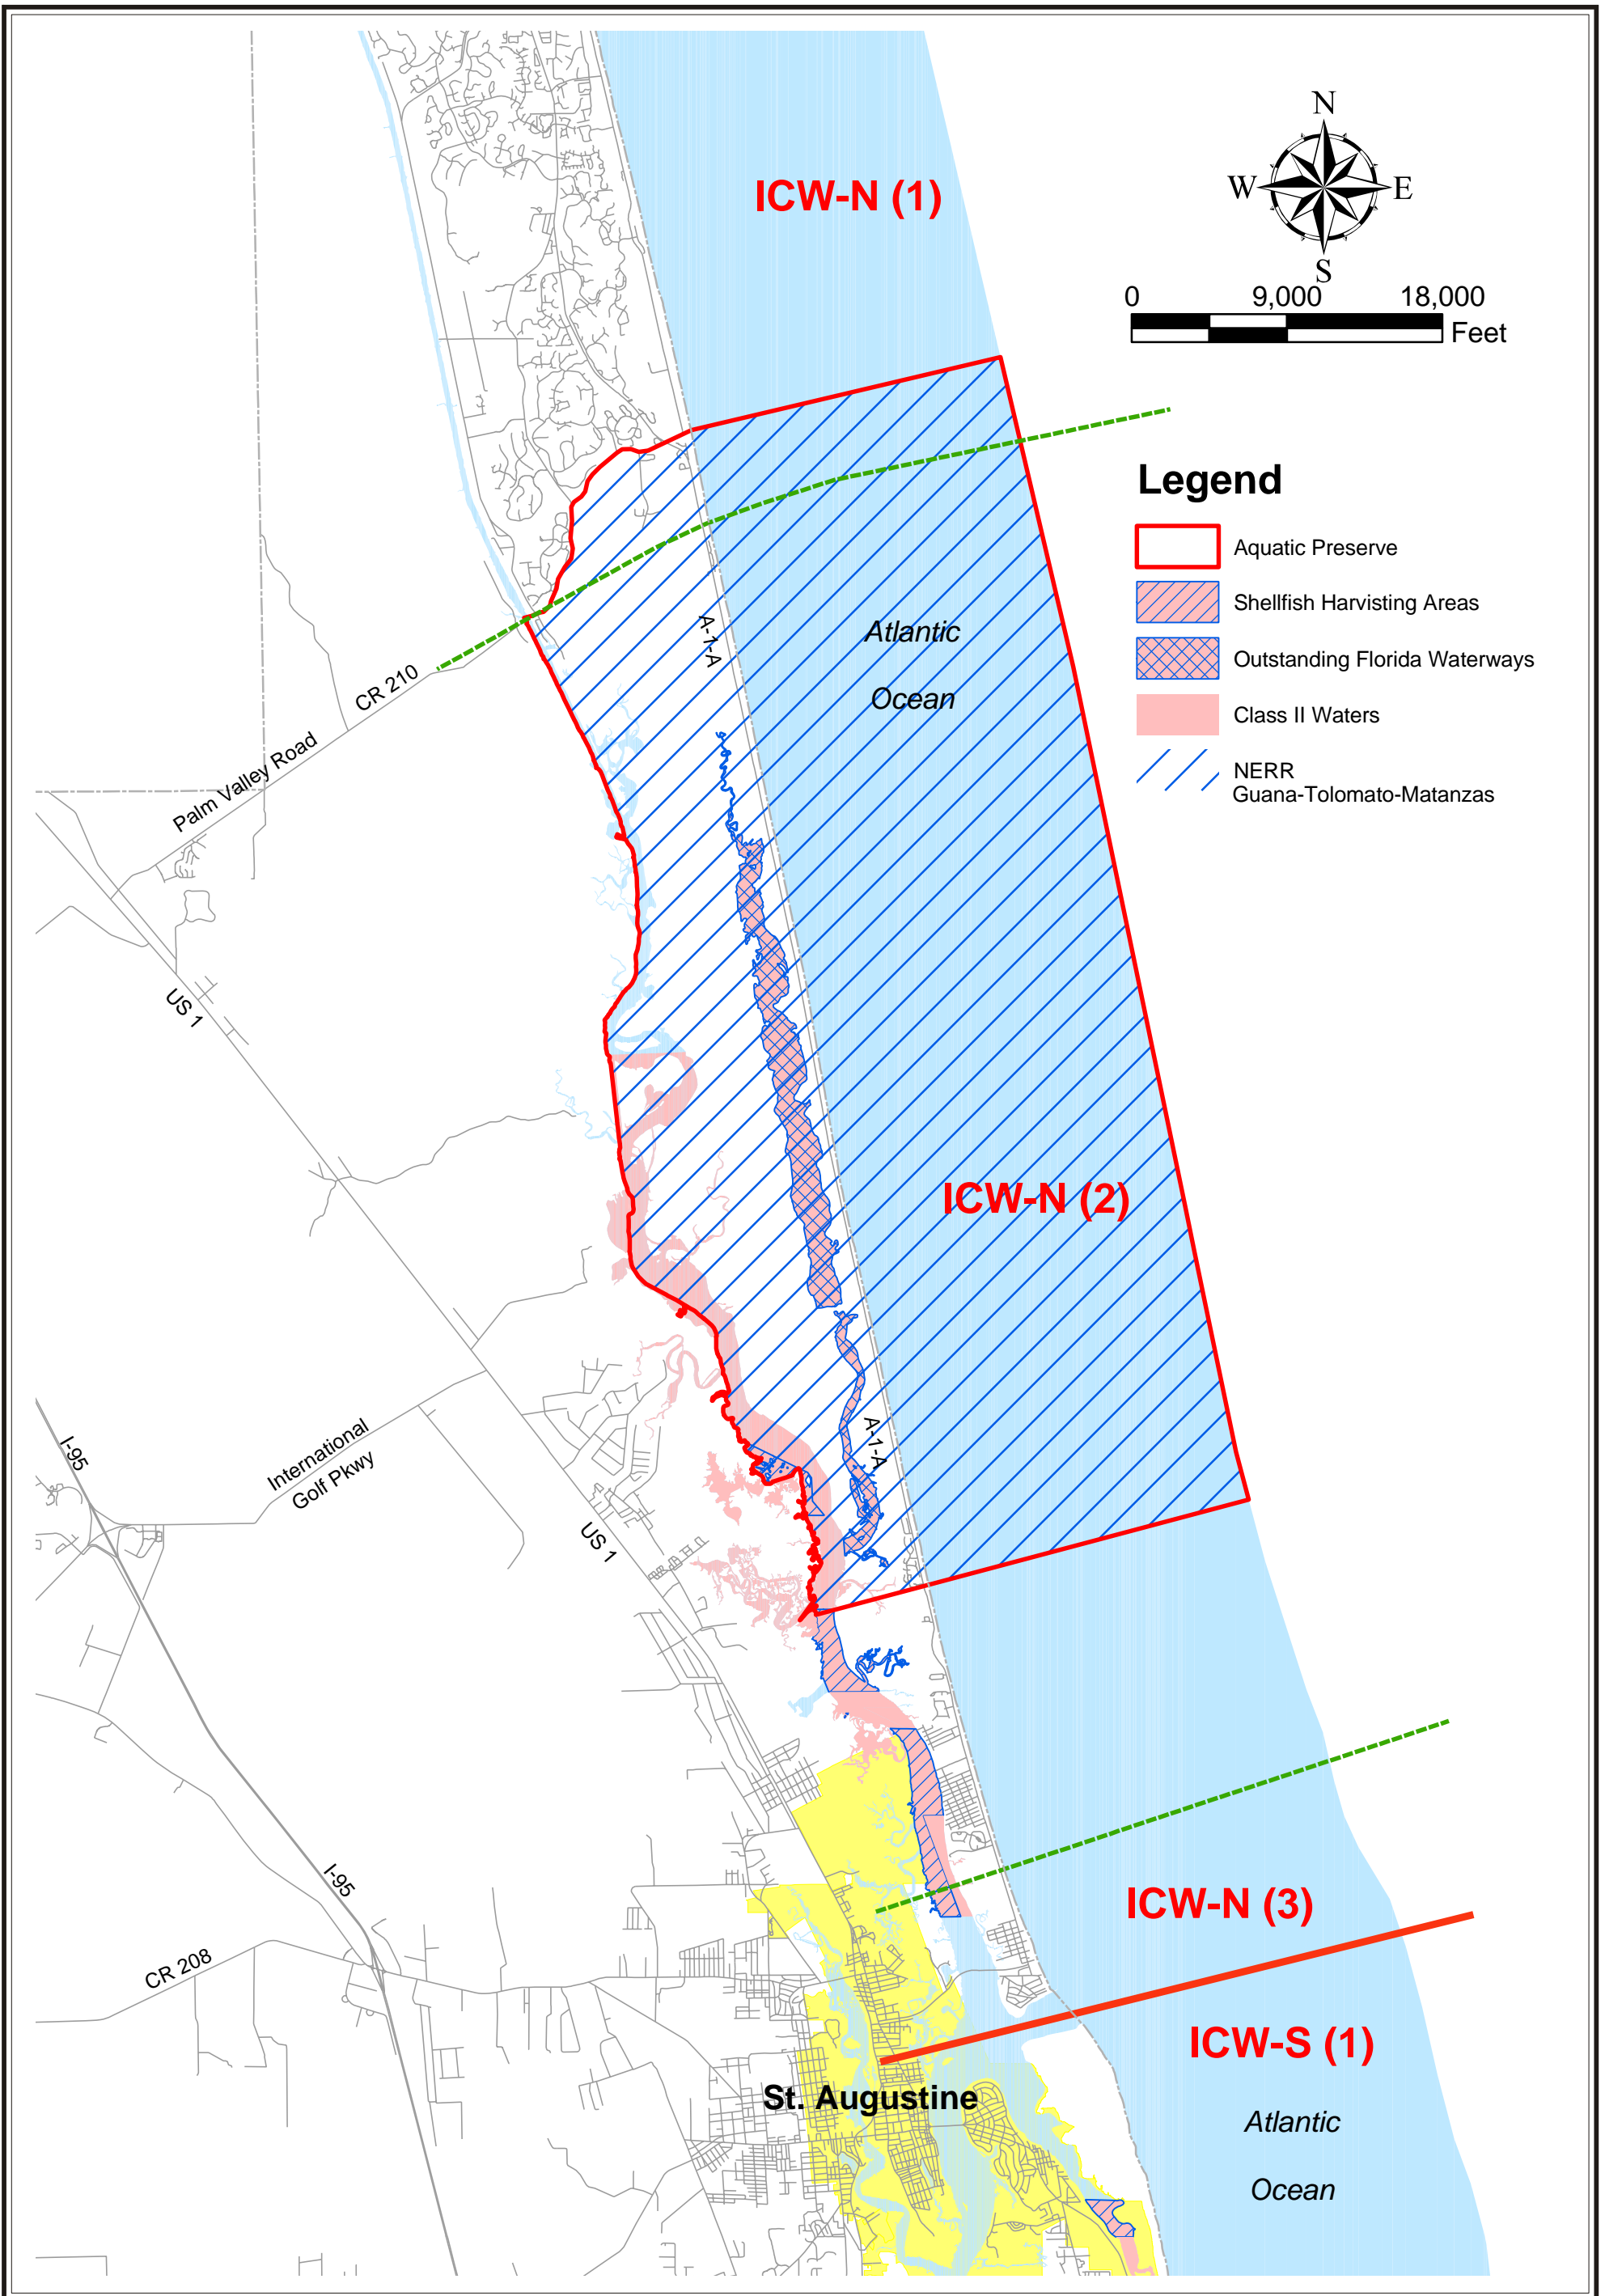 ICW-N (1)
N
W
E
S
0 9,000 18,000
Feet
Legend
Aquatic Preserve
Shellfish Harvisting Areas
Outstanding Florida Waterways
Class II Waters
NERR
Guana-Tolomato-Matanzas
A-1-A
Atlantic
Ocean
CR 210
Palm Valley Road
US 1
ICW-N (2)
A-1-A
I-95
International
Golf Pkwy
US 1
I-95
ICW-N (3)
CR 208
ICW-S (1)
St. Augustine
Atlantic
Ocean